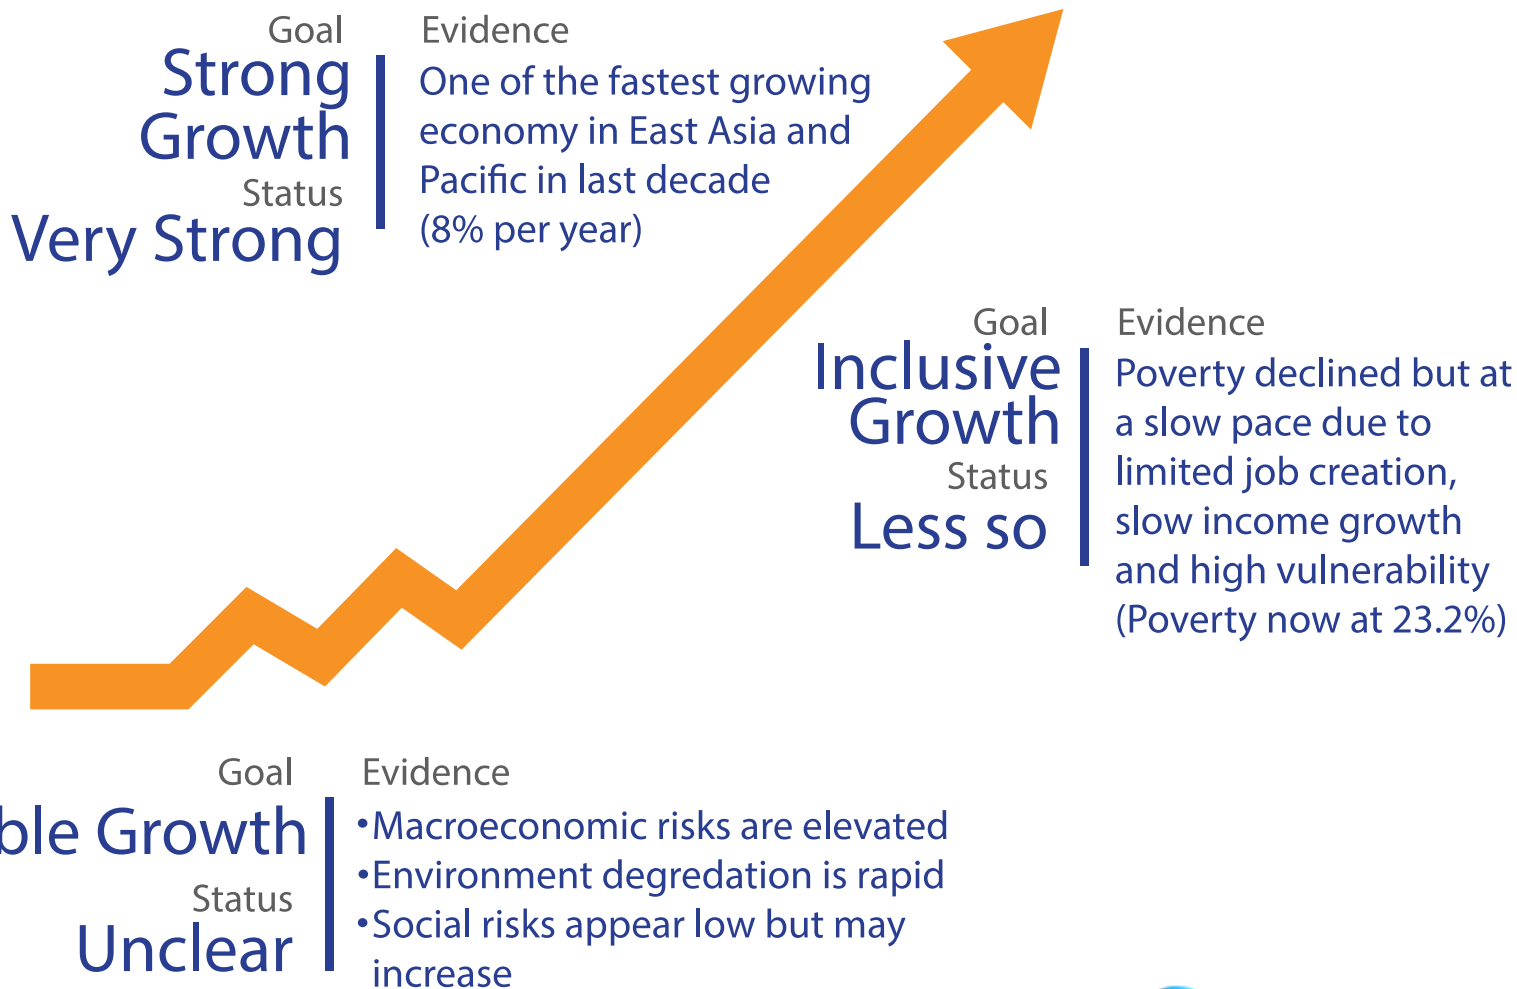 Goal
Strong
Growth
Status
Very Strong
Evidence
One of the fastest growing
economy in East Asia and
Pacific in last decade
(8% per year)
Goal
Inclusive
Growth
Status
Less so
Evidence
Poverty declined but at
a slow pace due to
limited job creation,
slow income growth
and high vulnerability
(Poverty now at 23.2%)
Goal
ble Growth
Status
Unclear
Evidence
•Macroeconomic risks are elevated
•Environment degredation is rapid
•Social risks appear low but may
increase